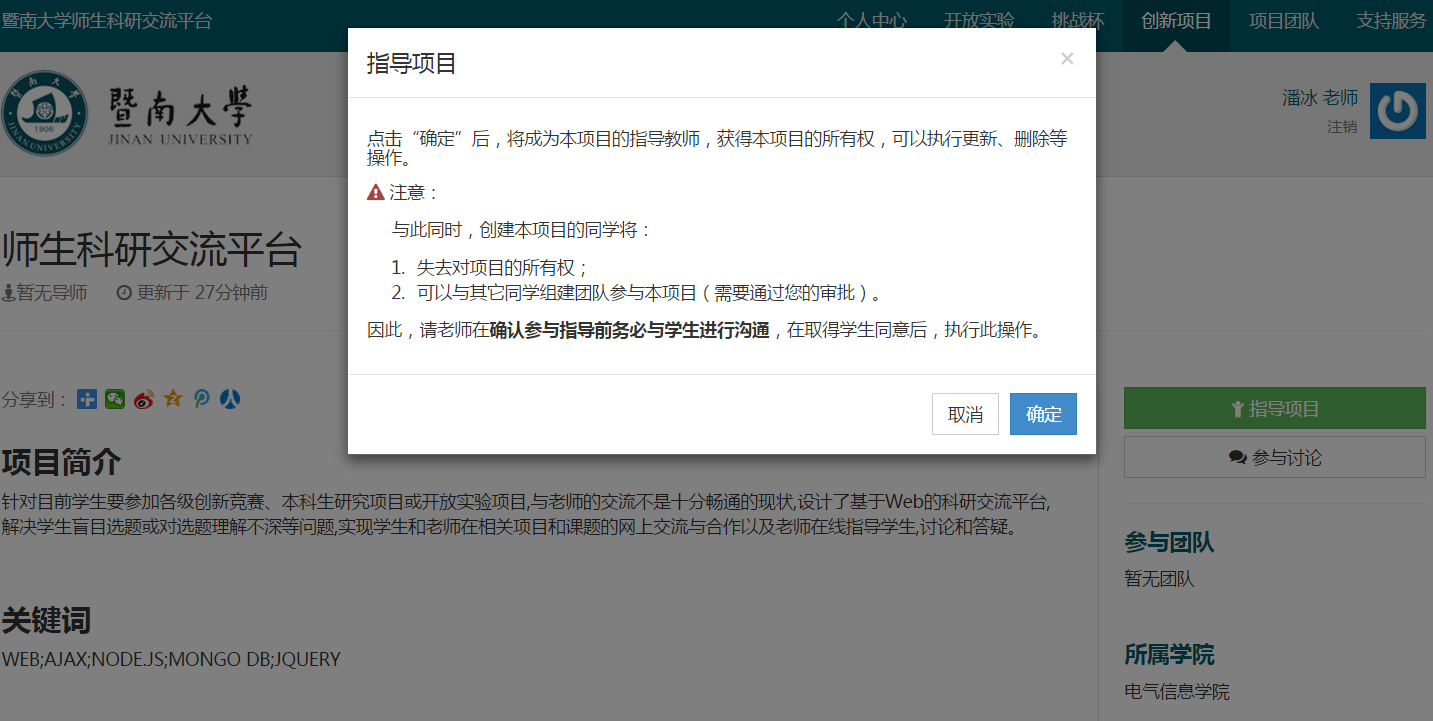 暨南大学师生科研交流平台
个人中心 开放实验 挑战杯 创新项目 项目团队 支持服务
暨南大學
JINAN UNIVERSITY
暨南大学
JINAN UNIVERSITY
1906
潘冰 老师
注销
指导项目
×
点击“确定”后，将成为本项目的指导教师，获得本项目的所有权，可以执行更新、删除等
操作。
注意：
与此同时，创建本项目的同学将：
1. 失去对项目的所有权；
2. 可以与其它同学组建团队参与本项目（需要通过您的审批）。
因此，请老师在确认参与指导前务必与学生进行沟通，在取得学生同意后，执行此操作。
取消 确定
师生科研交流平台
暂无导师 更新于 27分钟前
分享到：
项目简介
针对目前学生要参加各级创新竞赛、本科生研究项目或开放实验项目,与老师的交流不是十分畅通的现状,设计了基于Web的科研交流平台,
解决学生盲目选题或对选题理解不深等问题,实现学生和老师在相关项目和课题的网上交流与合作以及老师在线指导学生,讨论和答疑。
关键词
WEB;AJAX;NODE.JS;MONGO DB;JQUERY
指导项目
参与讨论
参与团队
暂无团队
所属学院
电气信息学院